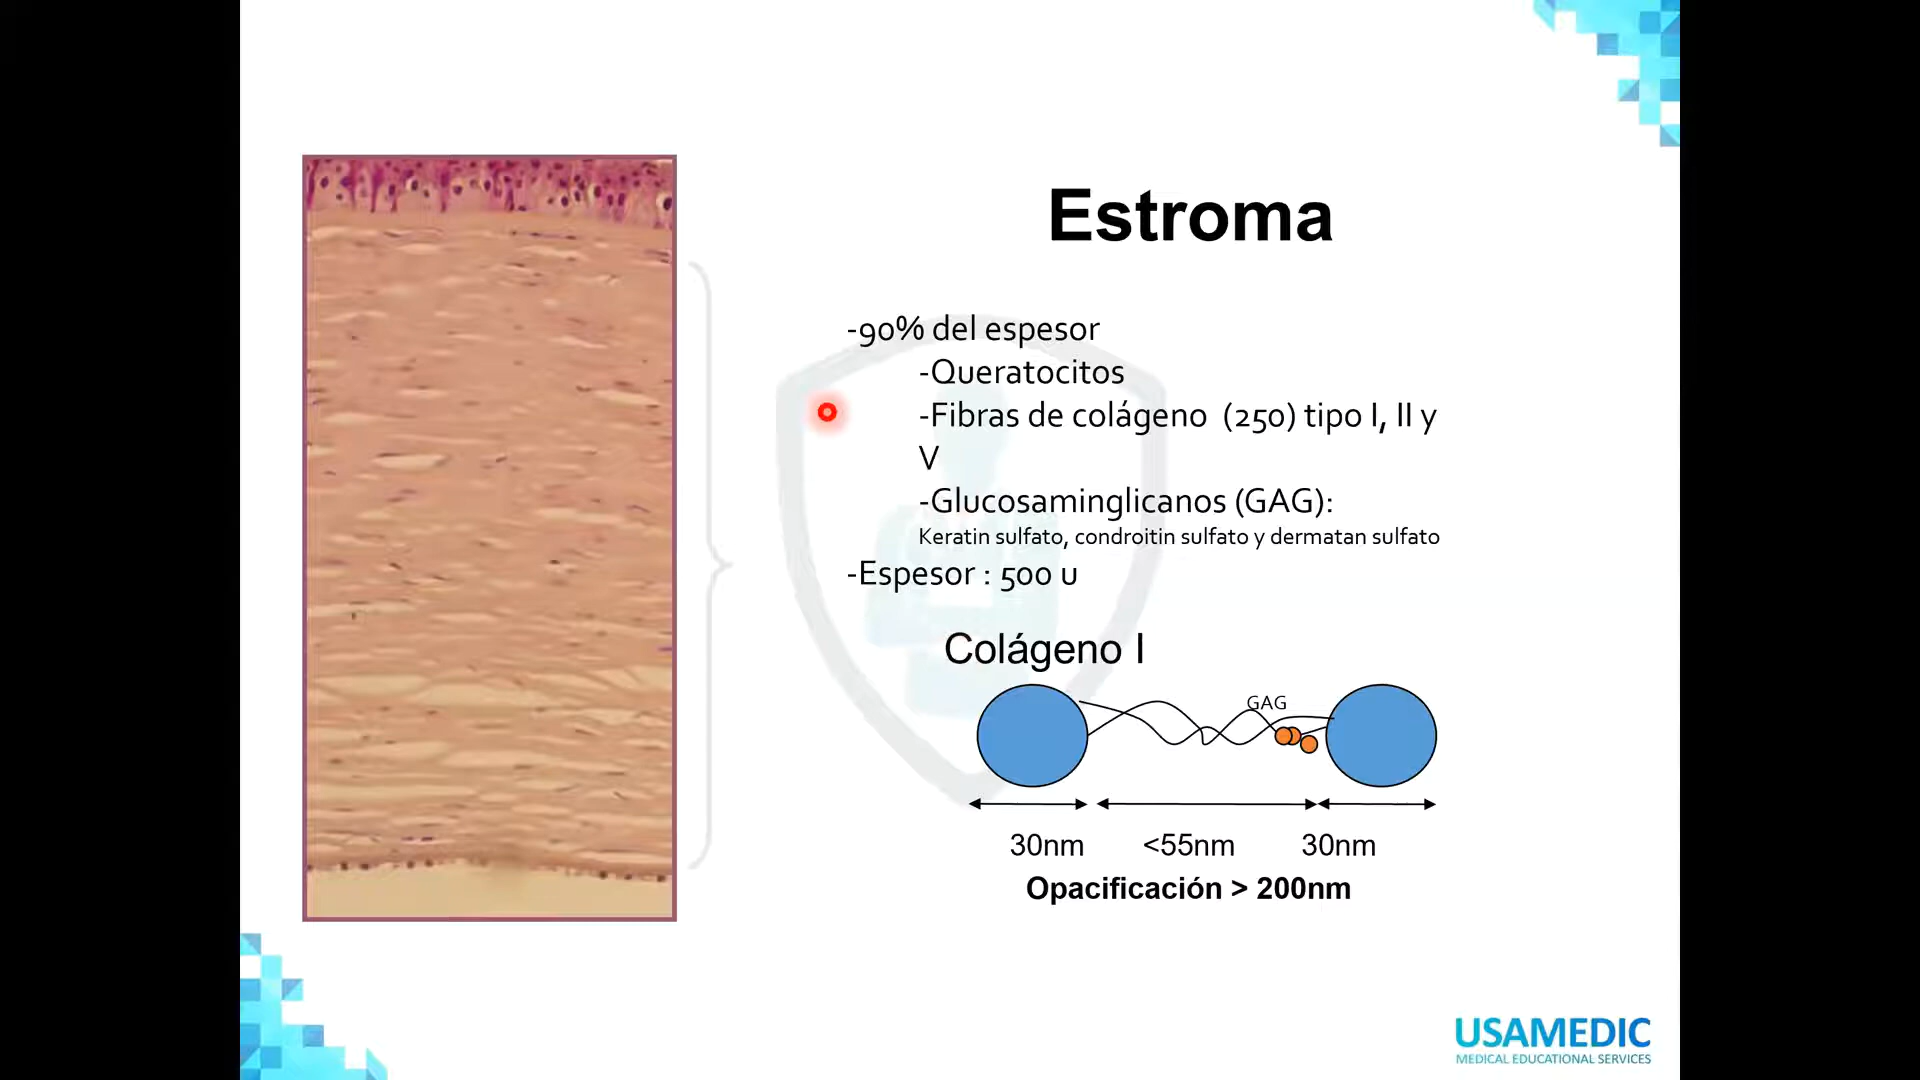 Estroma
-90% del espesor
-Queratocitos
-Fibras de colágeno (250) tipo I, II y
V
-Glucosaminglicanos (GAG):
Keratin sulfato, condroitin sulfato y dermatan sulfato
-Espesor : 500 u
Colágeno I
GAG
30nm <55nm 30nm
Opacificación > 200nm
USAMEDIC
MEDICAL EDUCATIONAL SERVICES